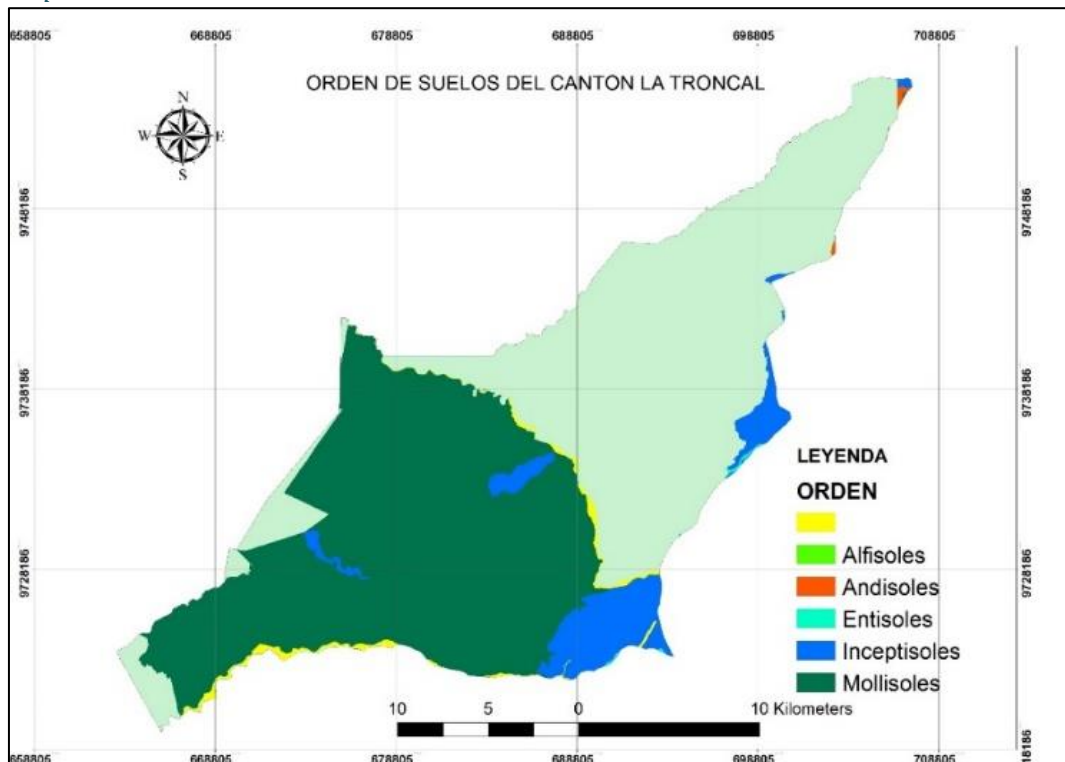 658805 668805 678805 688805 698805 708805
ORDEN DE SUELOS DEL CANTON LA TRONCAL
N
W E
S
9748186 9748186
9738186 9738186
9728186 9728186
18186
LEYENDA
ORDEN
Alfisoles
Andisoles
Entisoles
Inceptisoles
Mollisoles
10 5 0 10 Kilometers
658805 668805 678805 688805 698805 708805